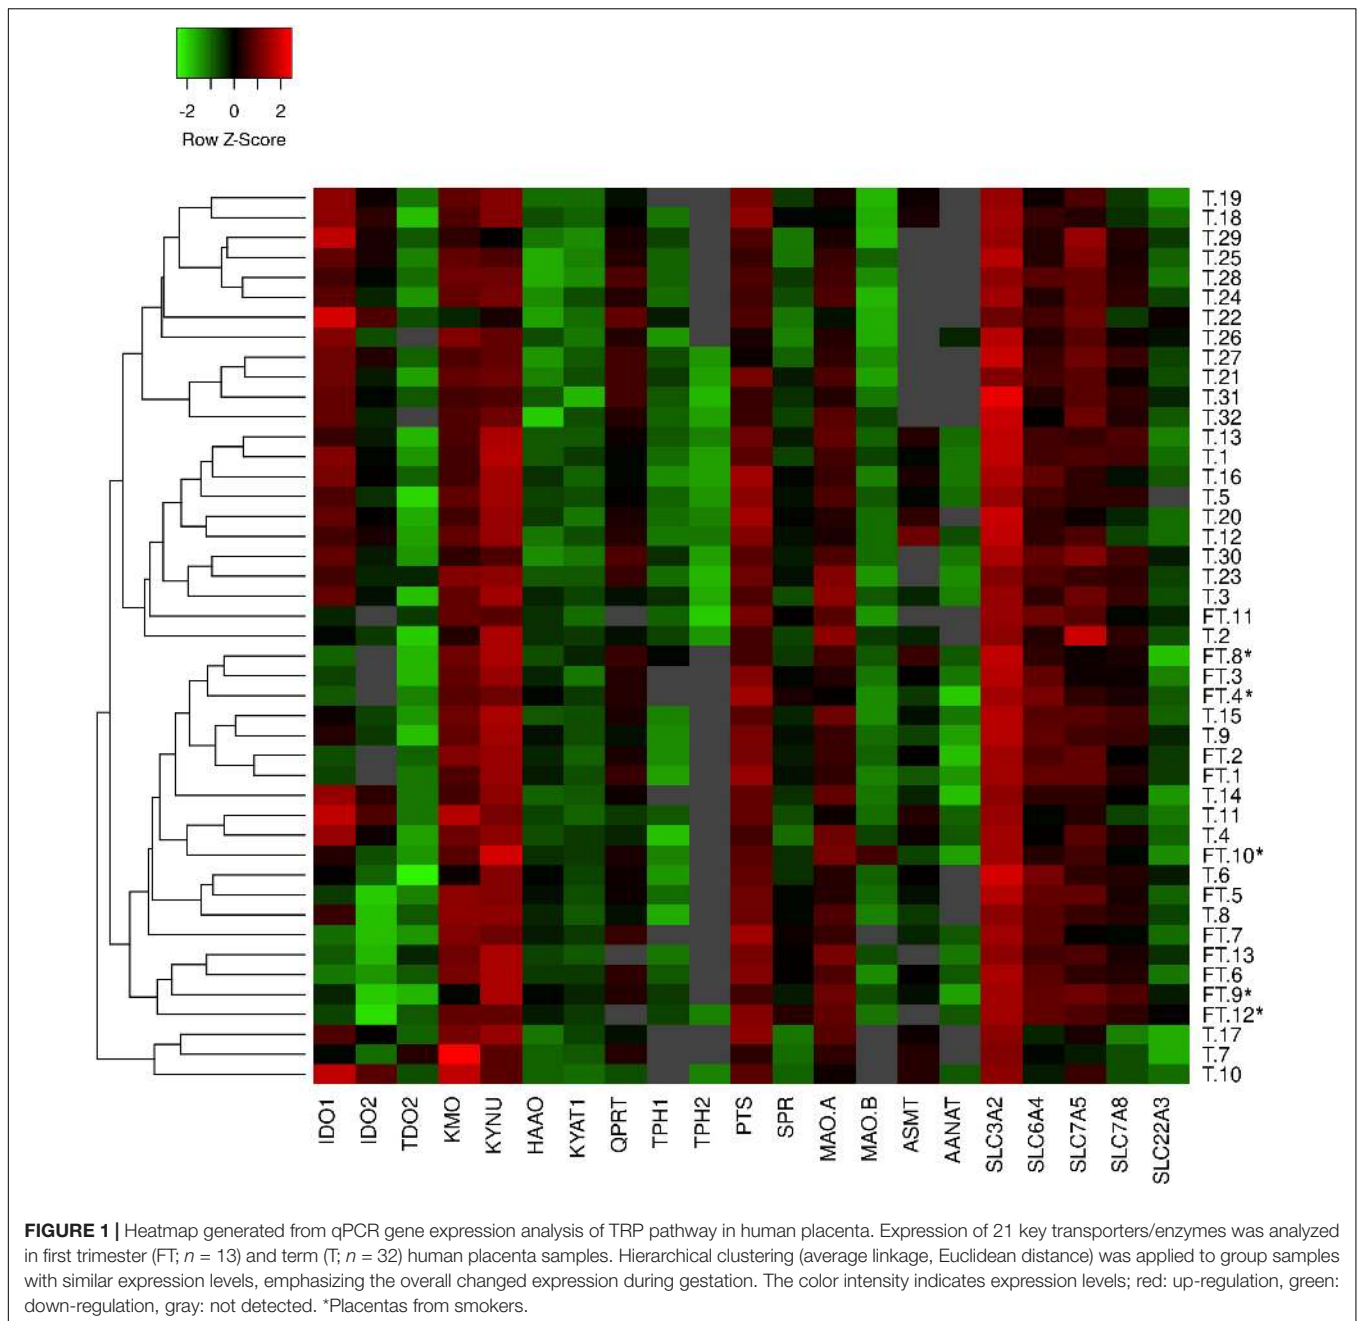 -2 0 2
Row Z-Score
T.19
T.18
T.29
T.25
T.28
T.24
T.22
T.26
T.27
T.21
T.31
T.32
T.13
T.1
T.16
T.5
T.20
T.12
T.30
T.23
T.3
FT.11
T.2
FT.8*
FT.3
FT.4*
T.15
T.9
FT.2
FT.1
T.14
T.11
T.4
FT.10*
T.6
FT.5
T.8
FT.7
FT.13
FT.6
FT.9*
FT.12*
T.17
T.7
T.10
IDO1
IDO2
TDO2
KMO
KYNU
HAAO
KYAT1
QPRT
TPH1
TPH2
PTS
SPR
MAO.A
MAO.B
ASMT
AANAT
SLC3A2
SLC6A4
SLC7A5
SLC7A8
SLC22A3
FIGURE 1 | Heatmap generated from qPCR gene expression analysis of TRP pathway in human placenta. Expression of 21 key transporters/enzymes was analyzed
in first trimester (FT; n = 13) and term (T; n = 32) human placenta samples. Hierarchical clustering (average linkage, Euclidean distance) was applied to group samples
with similar expression levels, emphasizing the overall changed expression during gestation. The color intensity indicates expression levels; red: up-regulation, green:
down-regulation, gray: not detected. *Placentas from smokers.